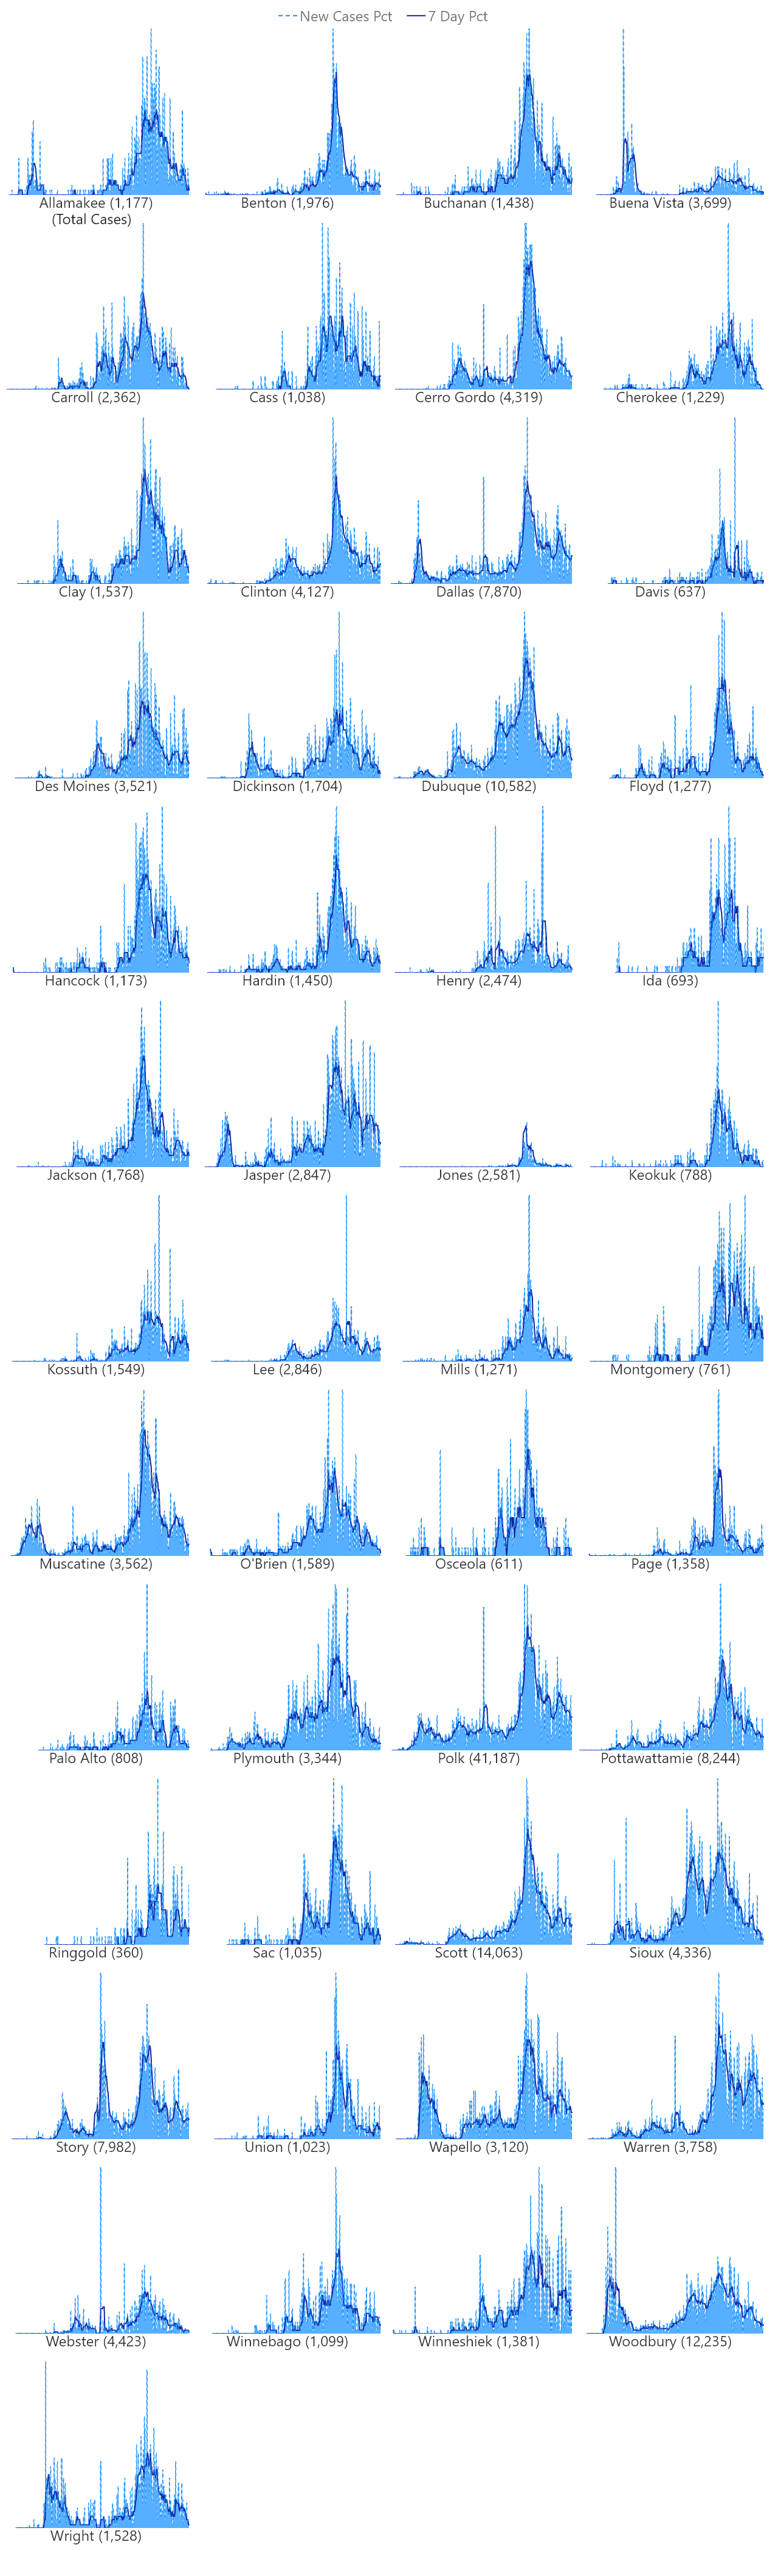 New Cases Pct 7 Day Pct
Allamakee (1,177) Benton (1,976) Buchanan (1,438) Buena Vista (3,699)
(Total Cases)
Carroll (2,362) Cass (1,038) Cerro Gordo (4,319) Cherokee (1,229)
Clay (1,537) Clinton (4,127) Dallas (7,870) Davis (637)
Des Moines (3,521) Dickinson (1,704) Dubuque (10,582) Floyd (1,277)
Hancock (1,173) Hardin (1,450) Henry (2,474) Ida (693)
Jackson (1,768) Jasper (2,847) Jones (2,581) Keokuk (788)
Kossuth (1,549) Lee (2,846) Mills (1,271) Montgomery (761)
Muscatine (3,562) O'Brien (1,589) Osceola (611) Page (1,358)
Palo Alto (808) Plymouth (3,344) Polk (41,187) Pottawattamie (8,244)
Ringgold (360) Sac (1,035) Scott (14,063) Sioux (4,336)
Story (7,982) Union (1,023) Wapello (3,120) Warren (3,758)
Webster (4,423) Winnebago (1,099) Winneshiek (1,381) Woodbury (12,235)
Wright (1,528)